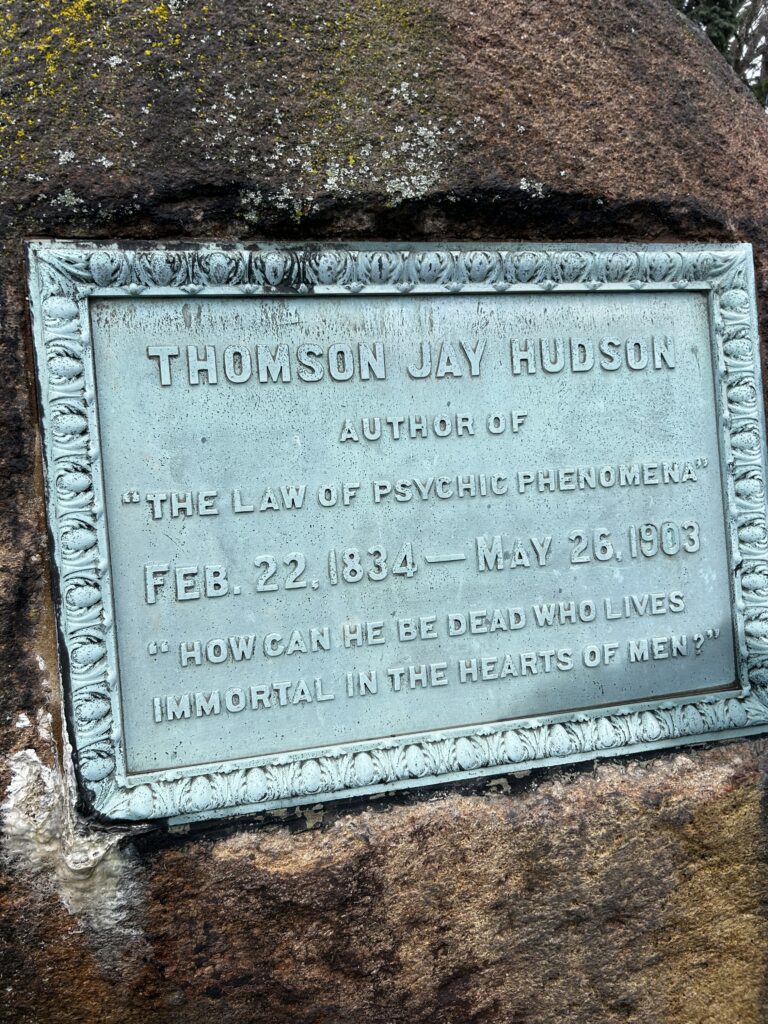 THOMSON JAY HUDSON
AUTHOR OF
"THE LAW OF PSYCHIC PHENOMENA"
FEB. 22, 1834 — MAY 26, 1903
"HOW CAN HE BE DEAD WHO LIVES
IMMORTAL IN THE HEARTS OF MEN?"